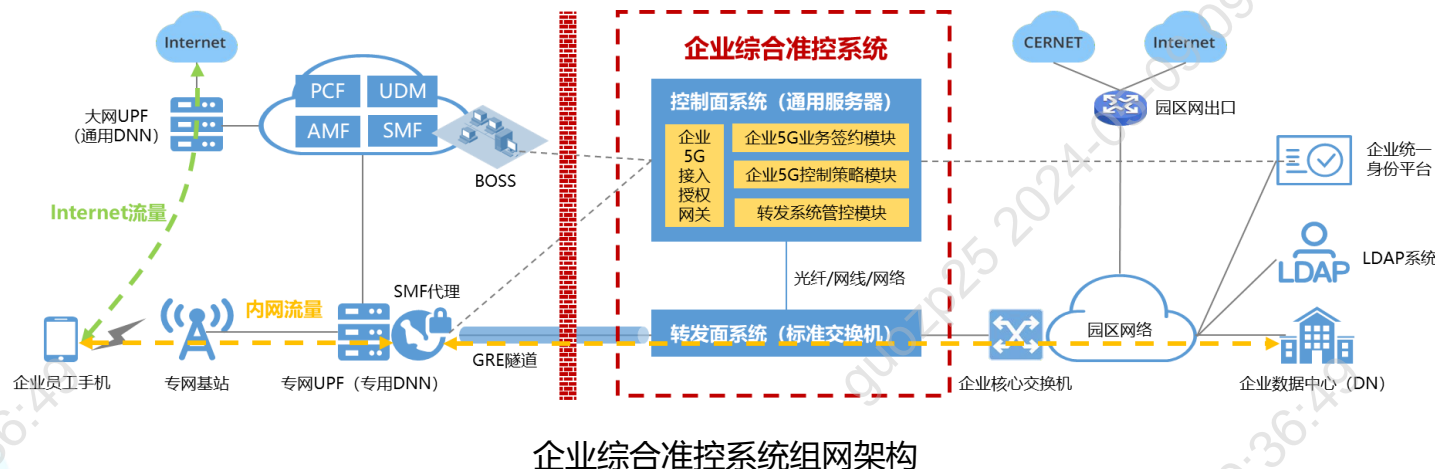 Internet
大网UPF
（通用DNN）
PCF
UDM
AMF
SMF
BOSS
Internet流量
内网流量
SMF代理
GRE隧道
企业员工手机
专网基站
专网UPF（专用DNN）
企业综合准控系统
控制面系统（通用服务器）
企业
5G
接入
授权
网关
企业5G业务签约模块
企业5G控制策略模块
转发系统管控模块
光纤/网线/网络
转发面系统（标准交换机）
CERNET
Internet
园区网出口
企业统一
身份平台
LDAP
LDAP系统
园区网络
企业核心交换机
企业数据中心（DN）
企业综合准控系统组网架构
guozp25 2024-0
36:49